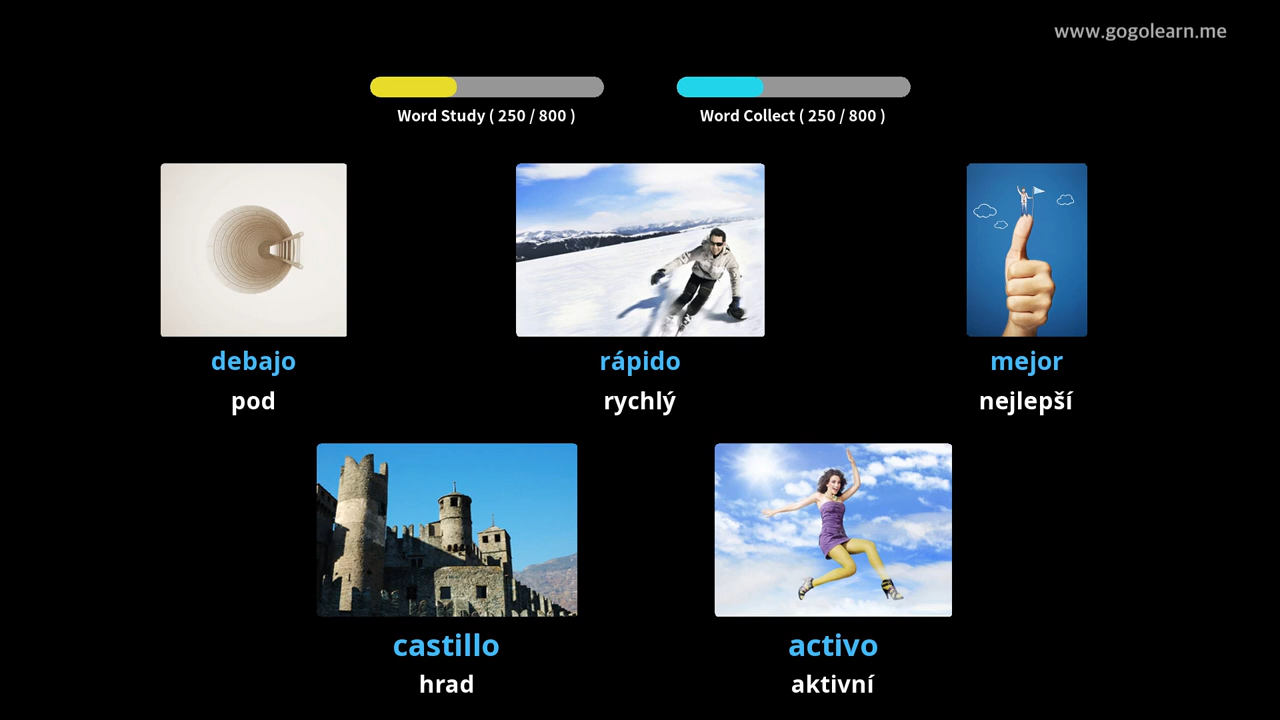 www.gogolearn.me
Word Study ( 250 / 800 )
Word Collect ( 250 / 800 )
debajo
pod
rápido
rychlý
mejor
nejlepší
castillo
hrad
activo
aktivní